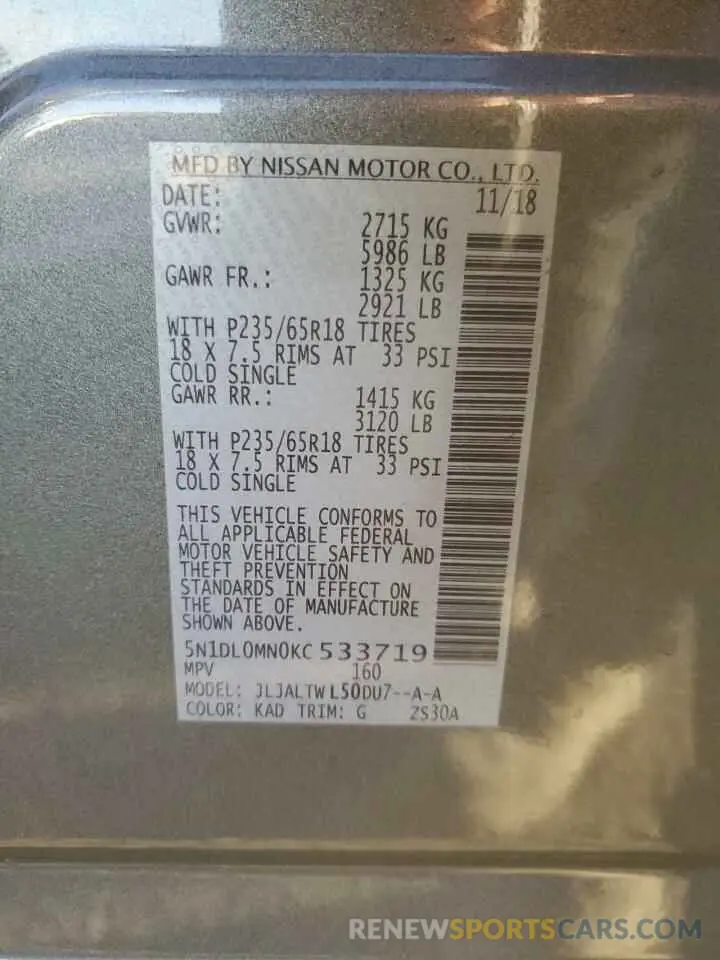 MFD BY NISSAN MOTOR CO., LTD.
DATE: 11/18
GVWR: 2715 KG
5986 LB
GAWR FR.: 1325 KG
2921 LB
WITH P235/65R18 TIRES
18 X 7.5 RIMS AT 33 PSI
COLD SINGLE
GAWR RR.: 1415 KG
3120 LB
WITH P235/65R18 TIRES
18 X 7.5 RIMS AT 33 PSI
COLD SINGLE
THIS VEHICLE CONFORMS TO
ALL APPLICABLE FEDERAL
MOTOR VEHICLE SAFETY AND
THEFT PREVENTION
STANDARDS IN EFFECT ON
THE DATE OF MANUFACTURE
SHOWN ABOVE.
5N1DL0MN0KC 533719
MPV 160
MODEL: JLJALTW L50DU7--A-A
COLOR: KAD TRIM: G 2S30A
RENEWSPORTSCARS.COM